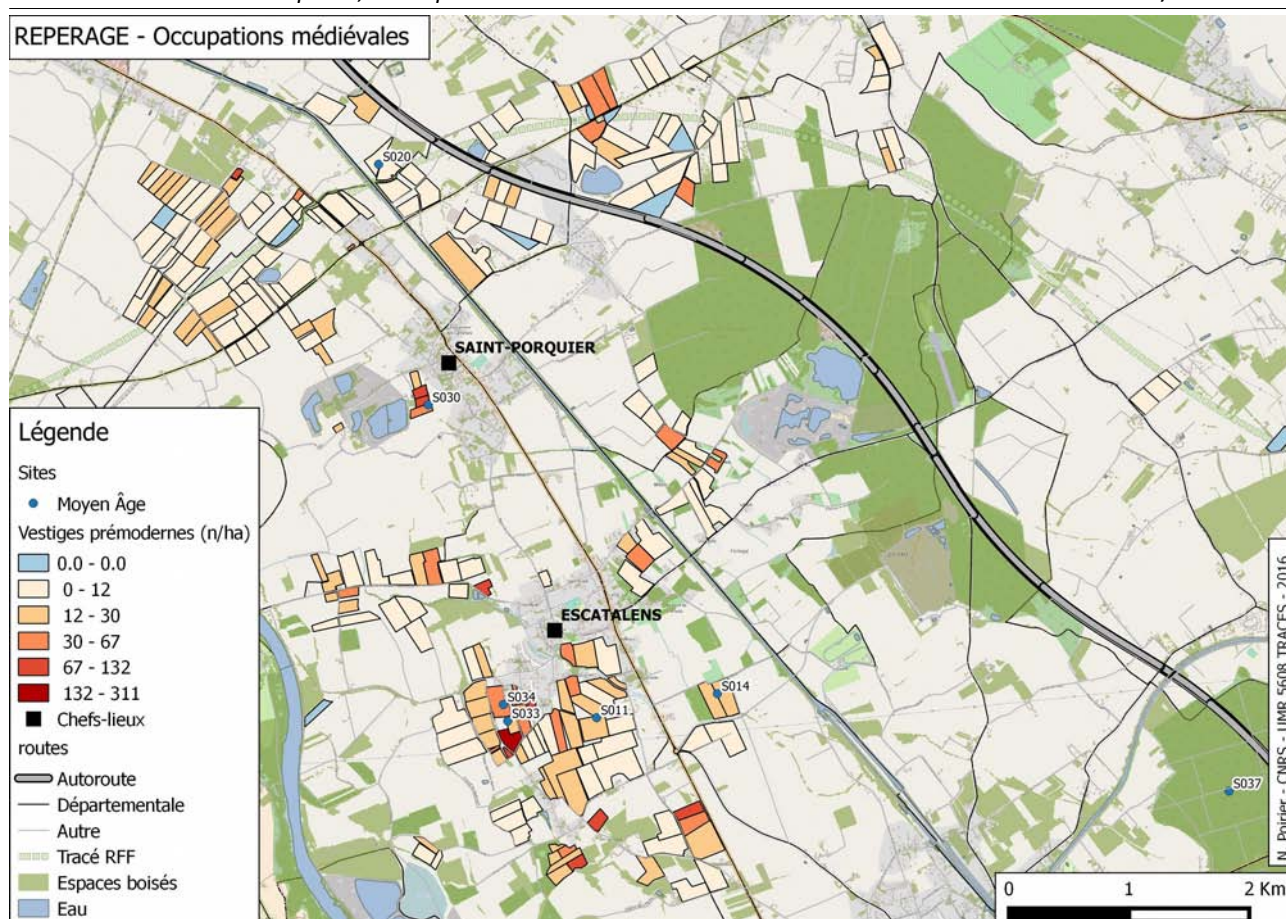 REPERAGE - Occupations médiévales
S020
SAINT-PORQUIER
S030
ESCATALENS
S034
S033
S011
S014
S037
Légende
Sites
Moyen Âge
Vestiges prémodernes (n/ha)
0.0 - 0.0
0 - 12
12 - 30
30 - 67
67 - 132
132 - 311
Chefs-lieux
routes
Autoroute
Départementale
Autre
Tracé RFF
Espaces boisés
Eau
N. Poirier - CNRS - UMR 5608 TRACES - 2016
0 1 2 Km